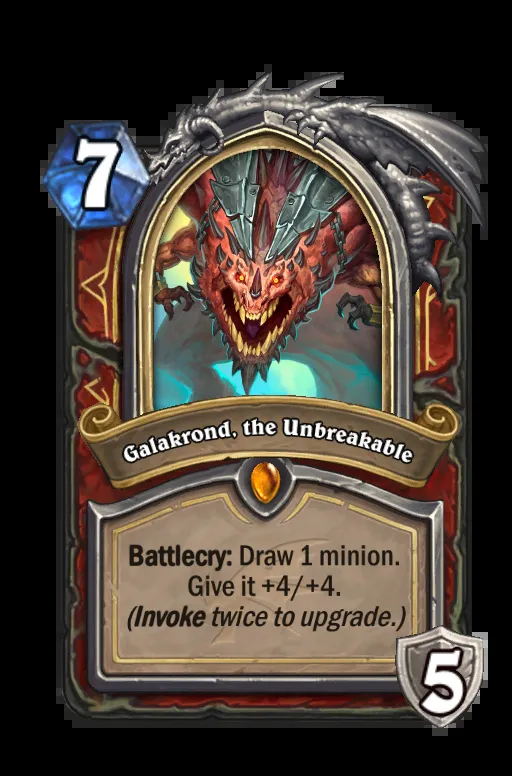 7
Galakrond, the Unbreakable
Battlecry: Draw 1 minion.
Give it +4/+4.
(Invoke twice to upgrade.)
5